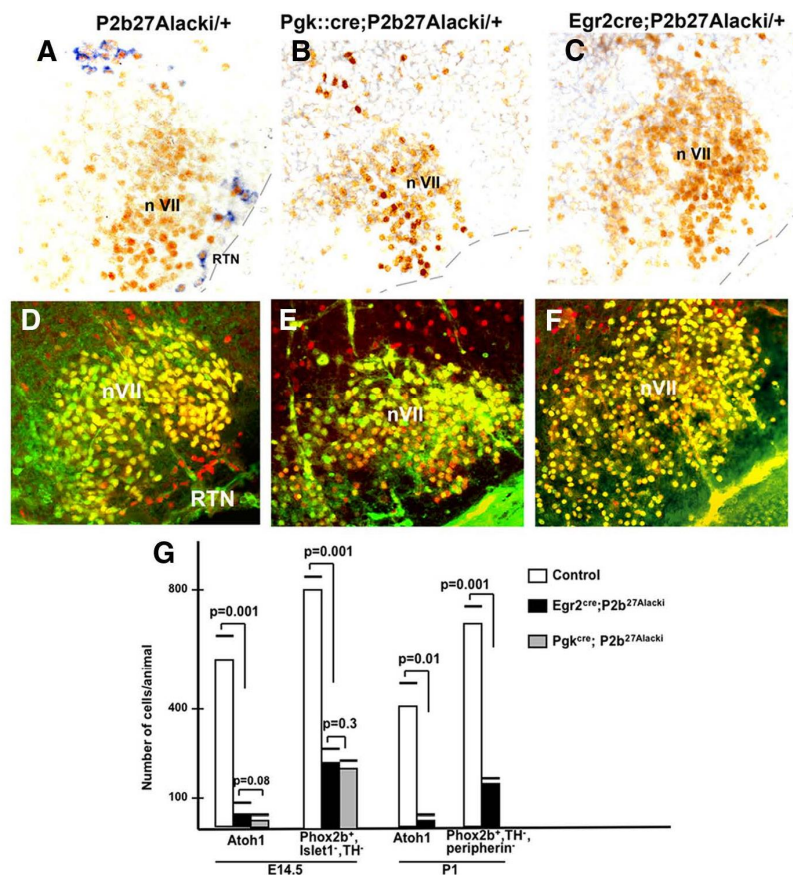 P2b27Alacki/+
Pgk::cre;P2b27Alacki/+
Egr2cre;P2b27Alacki/+
A
B
C
n VII
n VII
n VII
RTN
D
E
F
nVII
nVII
nVII
RTN
G
Number of cells/animal
800
400
100
p=0.001
p=0.08
p=0.001
p=0.3
p=0.01
p=0.001
Control
Egr2cre;P2b27Alacki
Pgkcre; P2b27Alacki
Atoh1
Phox2b+,
Islet1-,TH-
Atoh1
Phox2b+,TH-,
peripherin-
E14.5
P1